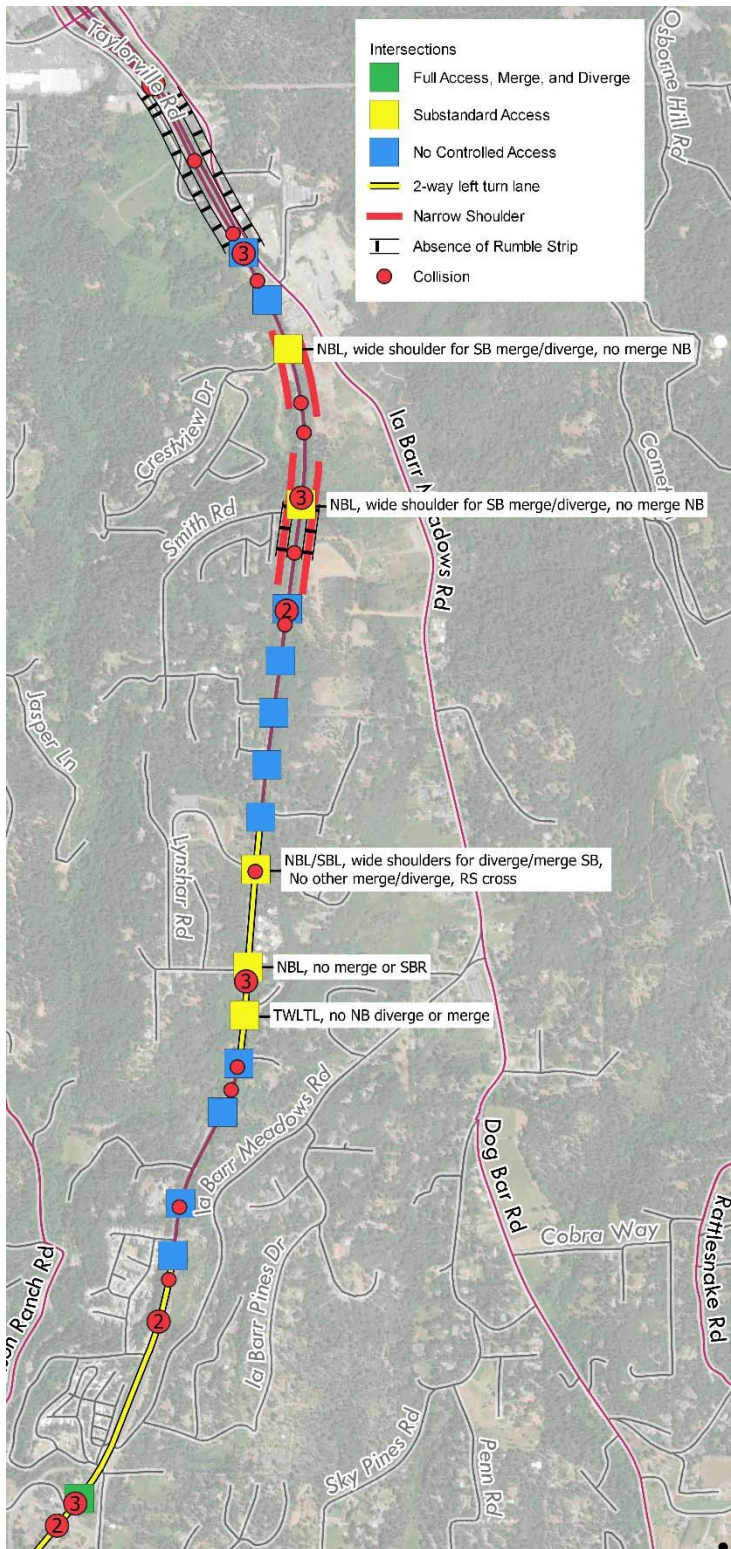 Taylorville Rd
Osborne Hill Rd
Intersections
Full Access, Merge, and Diverge
Substandard Access
No Controlled Access
2-way left turn lane
Narrow Shoulder
Absence of Rumble Strip
Collision
3
NBL, wide shoulder for SB merge/diverge, no merge NB
Crestview Dr
la Barr Meadows Rd
3
NBL, wide shoulder for SB merge/diverge, no merge NB
Smith Rd
2
Jasper Ln
Lynshar Rd
NBL/SBL, wide shoulders for diverge/merge SB,
No other merge/diverge, RS cross
NBL, no merge or SBR
3
TWLTL, no NB diverge or merge
la Barr Meadows Rd
Dog Bar Rd
Cobra Way
Rattlesnake Rd
Ranch Rd
la Barr Pines Dr
2
Sky Pines Rd
Penn Rd
3
2